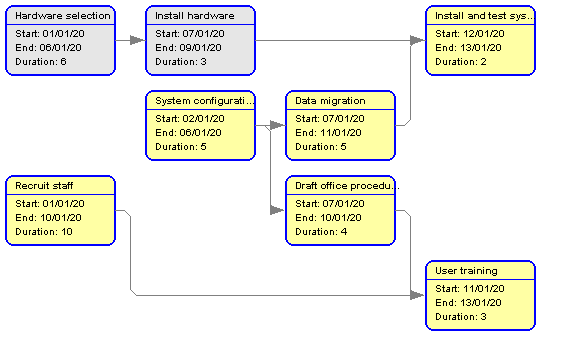 Hardware selection
Start: 01/01/20
End: 06/01/20
Duration: 6
Install hardware
Start: 07/01/20
End: 09/01/20
Duration: 3
Install and test sys...
Start: 12/01/20
End: 13/01/20
Duration: 2
System configurati...
Start: 02/01/20
End: 06/01/20
Duration: 5
Data migration
Start: 07/01/20
End: 11/01/20
Duration: 5
Recruit staff
Start: 01/01/20
End: 10/01/20
Duration: 10
Draft office procedu...
Start: 07/01/20
End: 10/01/20
Duration: 4
User training
Start: 11/01/20
End: 13/01/20
Duration: 3